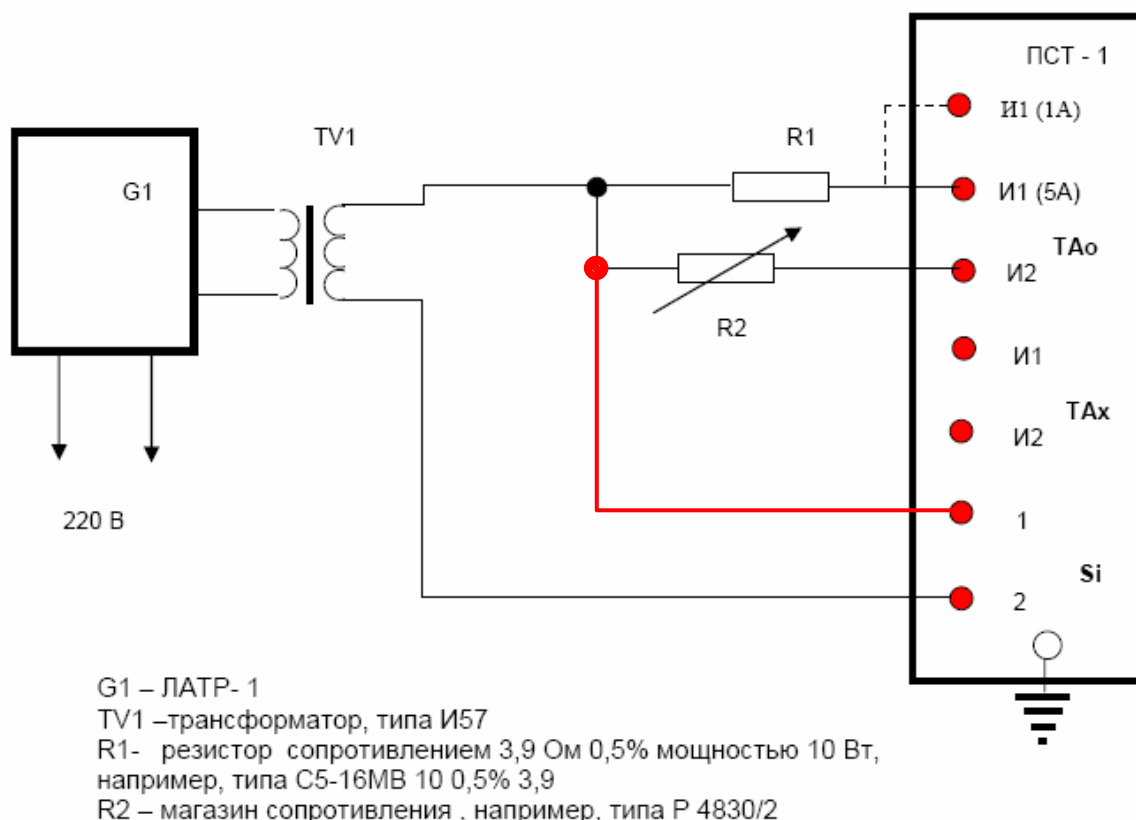 ПСТ - 1
И1 (1А)
TV1
R1
G1
И1 (5А)
ТАо
И2
R2
И1
ТАх
И2
220 В
1
Si
2
G1 – ЛАТР- 1
TV1 –трансформатор, типа И57
R1- резистор сопротивлением 3,9 Ом 0,5% мощностью 10 Вт,
например, типа С5-16МВ 10 0,5% 3,9
R2 – магазин сопротивления , например, типа Р 4830/2